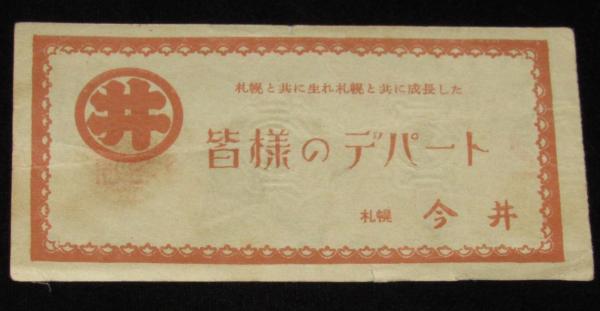 井
札幌と共に生れ札幌と共に成長した
皆様のデパート
札幌 今井